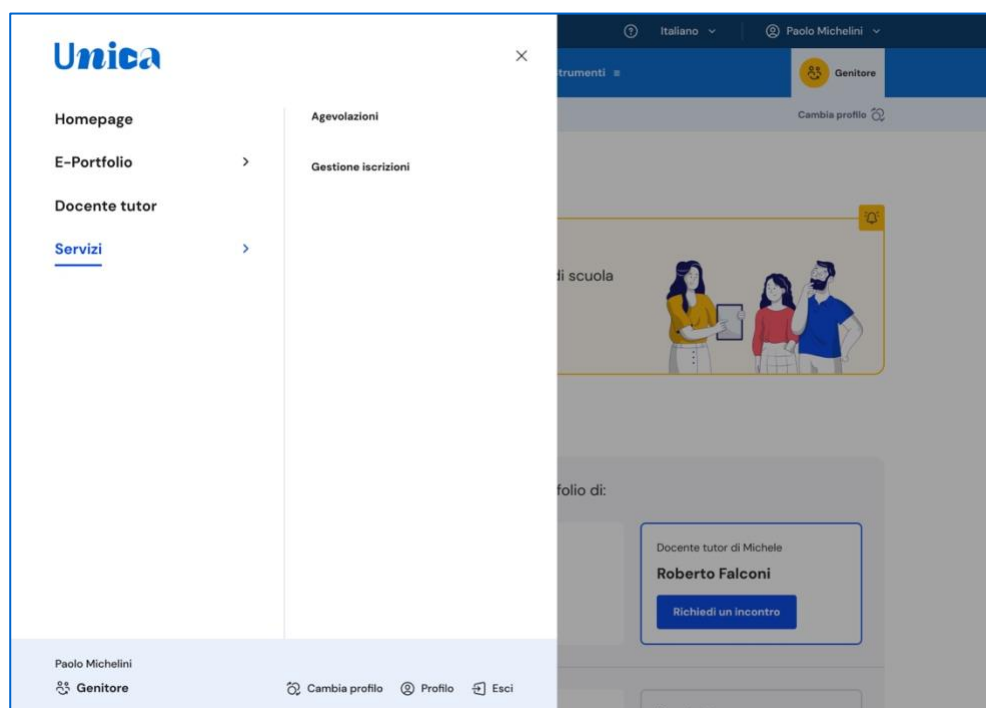 Unica
Homepage
E-Portfolio
Docente tutor
Servizi
Agevolazioni
Gestione iscrizioni
Paolo Michelini
Genitore
Cambia profilo
Profilo
Esci
Italiano
Paolo Michelini
Genitore
Cambia profilo
di scuola
folio di:
Docente tutor di Michele
Roberto Falconi
Richiedi un incontro